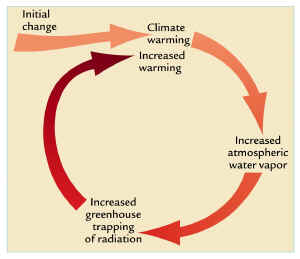 Initial
change
Climate
warming
Increased
warming
Increased
atmospheric
water vapor
Increased
greenhouse
trapping
of radiation